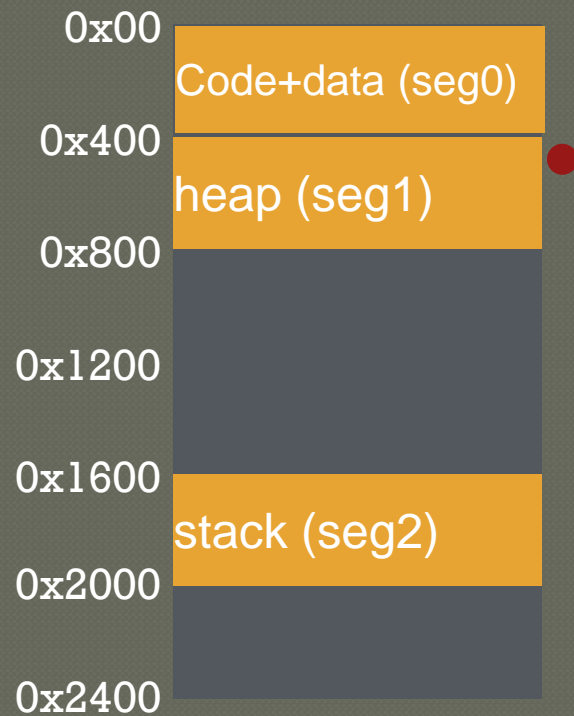 0x00
Code+data (seg0)
0x400
heap (seg1)
0x800
0x1200
0x1600
stack (seg2)
0x2000
0x2400